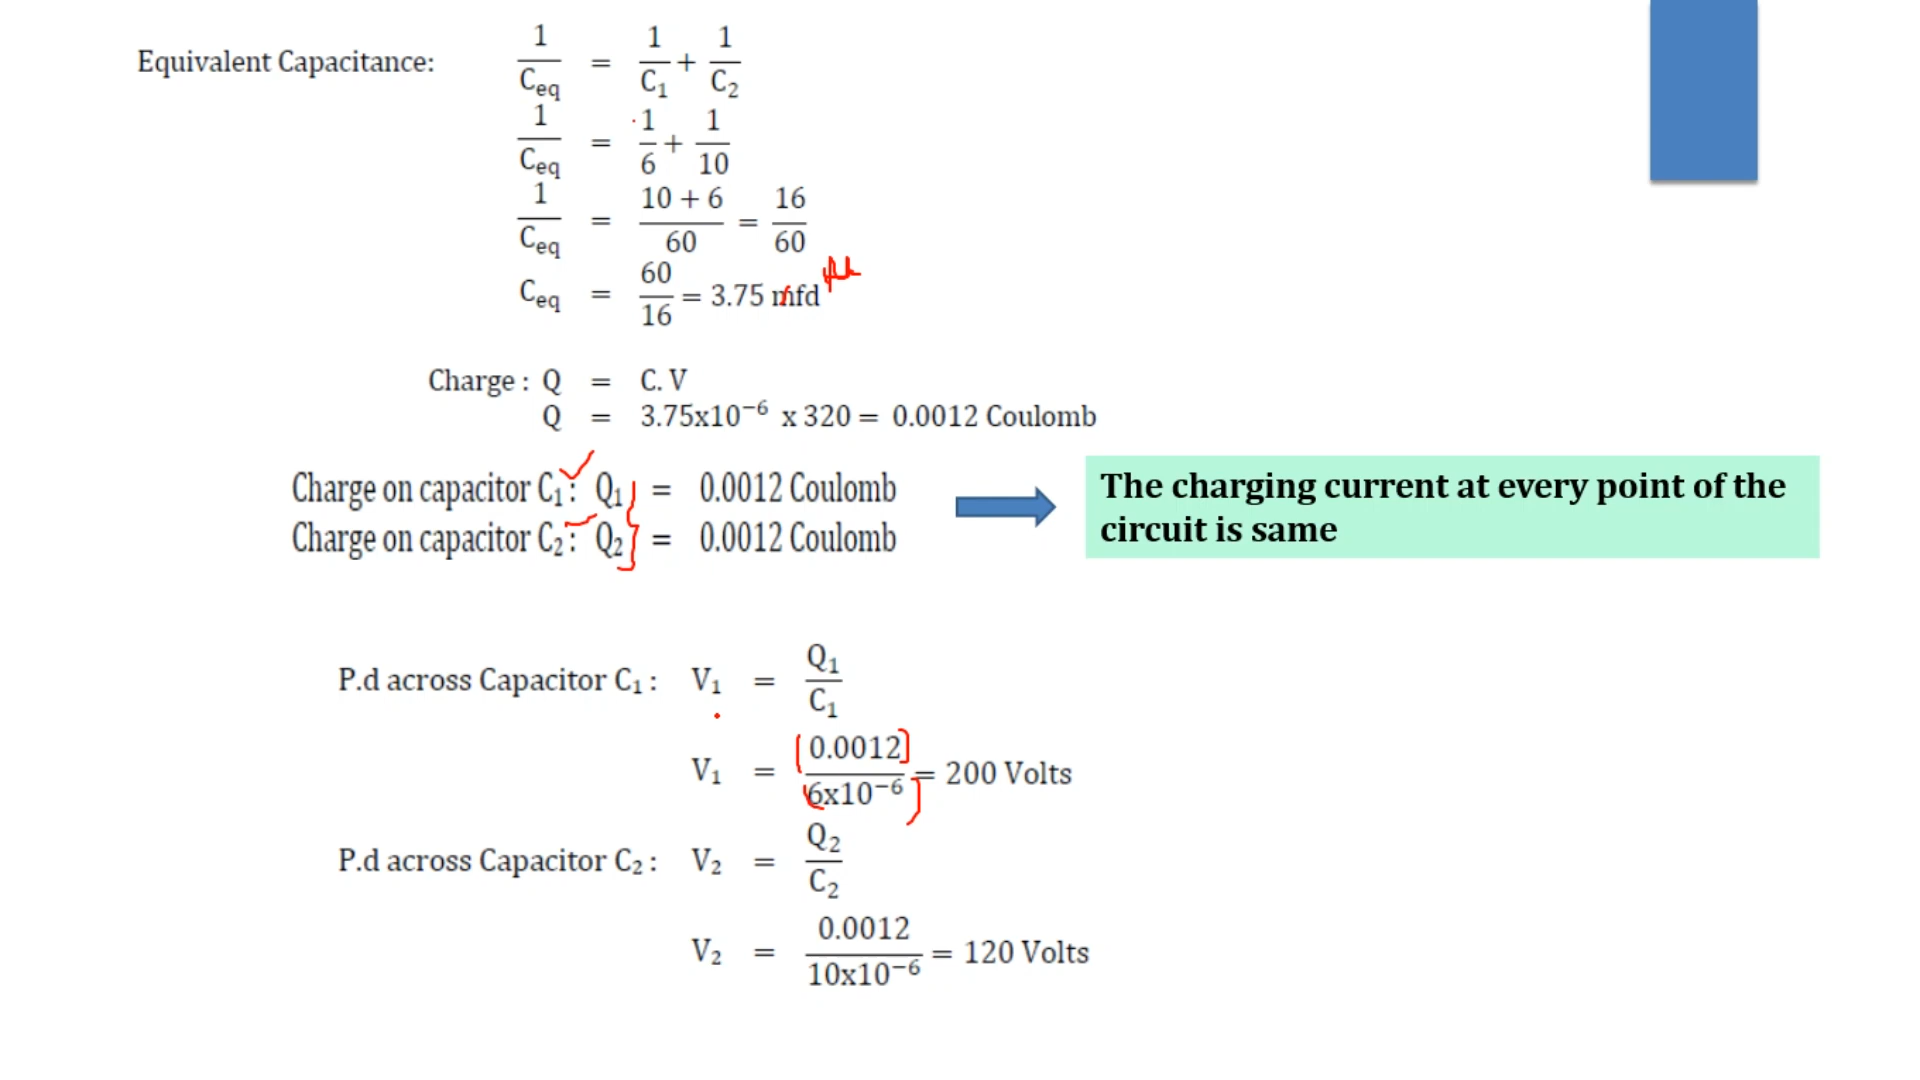 Equivalent Capacitance: 1/Ceq = 1/C₁ + 1/C₂
1/Ceq = 1/6 + 1/10
1/Ceq = 10 + 6/60 = 16/60
Ceq = 60/16 = 3.75 mfd
Charge : Q = C. V
Q = 3.75x10⁻⁶ x 320 = 0.0012 Coulomb
Charge on capacitor C₁: Q₁ = 0.0012 Coulomb
Charge on capacitor C₂: Q₂ = 0.0012 Coulomb
The charging current at every point of the
circuit is same
P.d across Capacitor C₁ : V₁ = Q₁/C₁
V₁ = 0.0012/6x10⁻⁶ = 200 Volts
P.d across Capacitor C₂ : V₂ = Q₂/C₂
V₂ = 0.0012/10x10⁻⁶ = 120 Volts